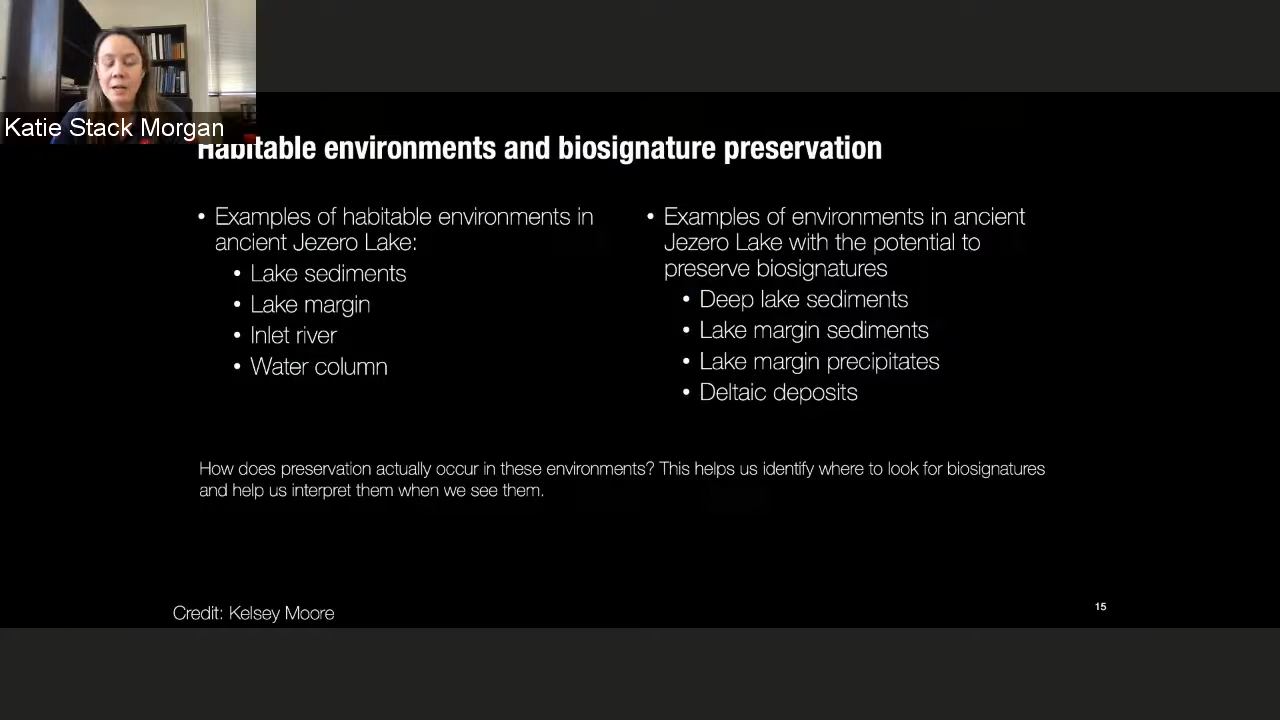 Katie Stack Morgan
Habitable environments and biosignature preservation
• Examples of habitable environments in
ancient Jezero Lake:
• Lake sediments
• Lake margin
• Inlet river
• Water column
• Examples of environments in ancient
Jezero Lake with the potential to
preserve biosignatures
• Deep lake sediments
• Lake margin sediments
• Lake margin precipitates
• Deltaic deposits
How does preservation actually occur in these environments? This helps us identify where to look for biosignatures
and help us interpret them when we see them.
Credit: Kelsey Moore
15